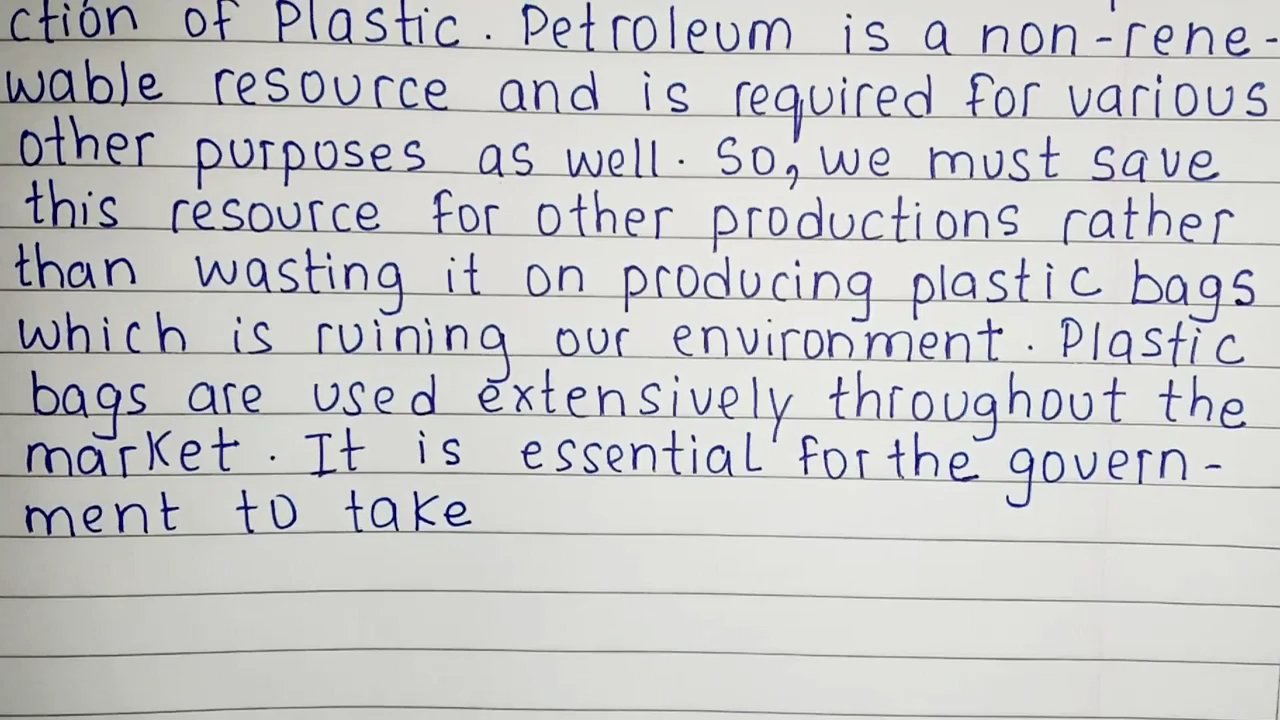 ction of Plastic. Petroleum is a non-rene-
wable resource and is required for various
other purposes as well. So, we must save
this resource for other productions rather
than wasting it on producing plastic bags
which is ruining our environment. Plastic
bags are used extensively throughout the
market. It is essential for the govern-
ment to take